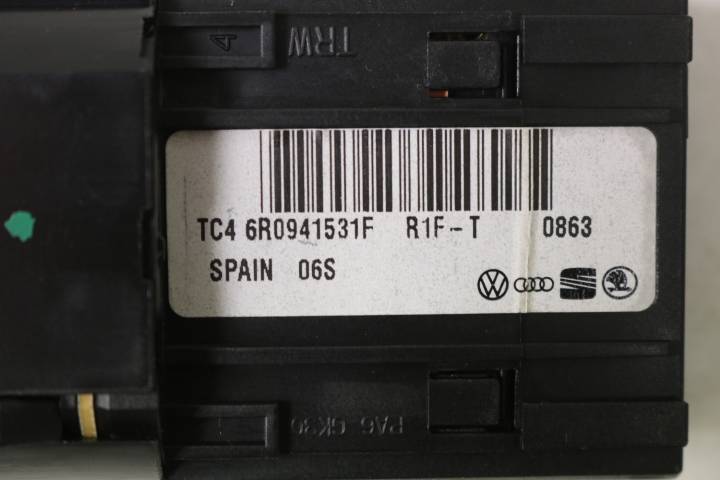 TRW
TC4 6R0941531F R1F-T 0863
SPAIN 06S
PA6 GK30